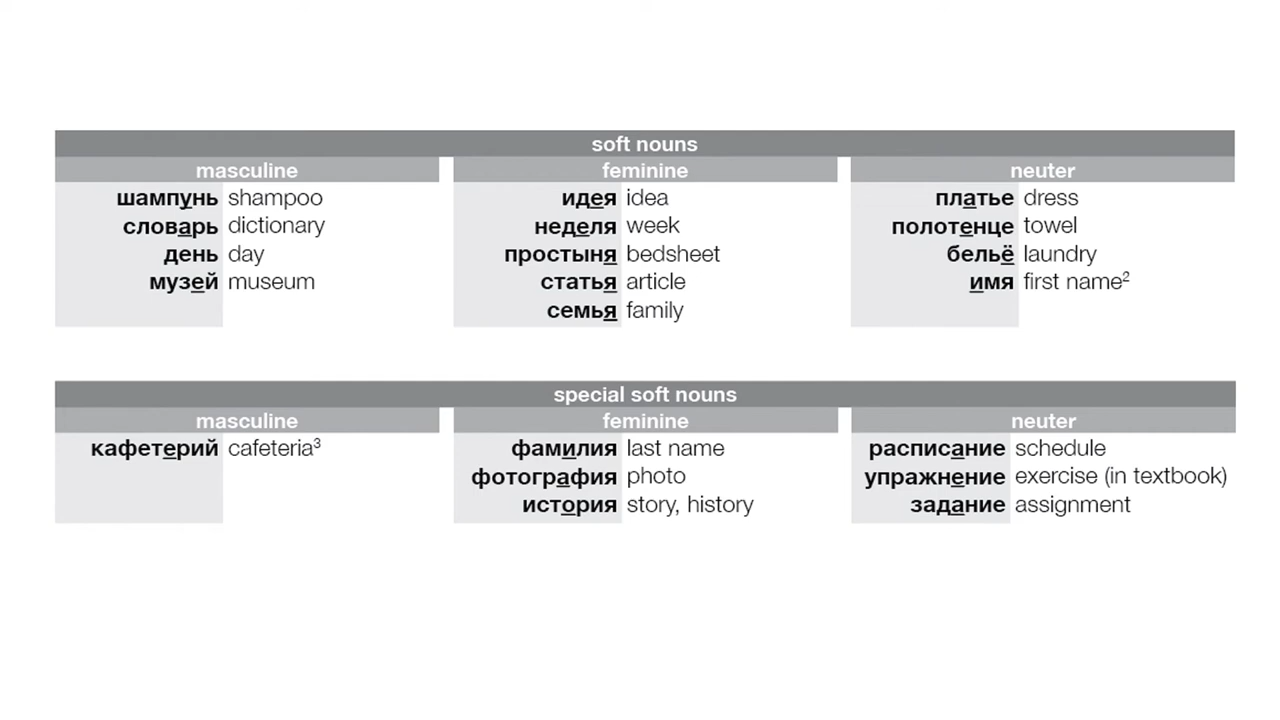 soft nouns
masculine feminine neuter
шампунь shampoo идея idea платье dress
словарь dictionary неделя week полотенце towel
день day простыня bedsheet бельё laundry
музей museum статья article имя first name²
семья family
special soft nouns
masculine feminine neuter
кафетерий cafeteria³ фамилия last name расписание schedule
фотография photo упражнение exercise (in textbook)
история story, history задание assignment